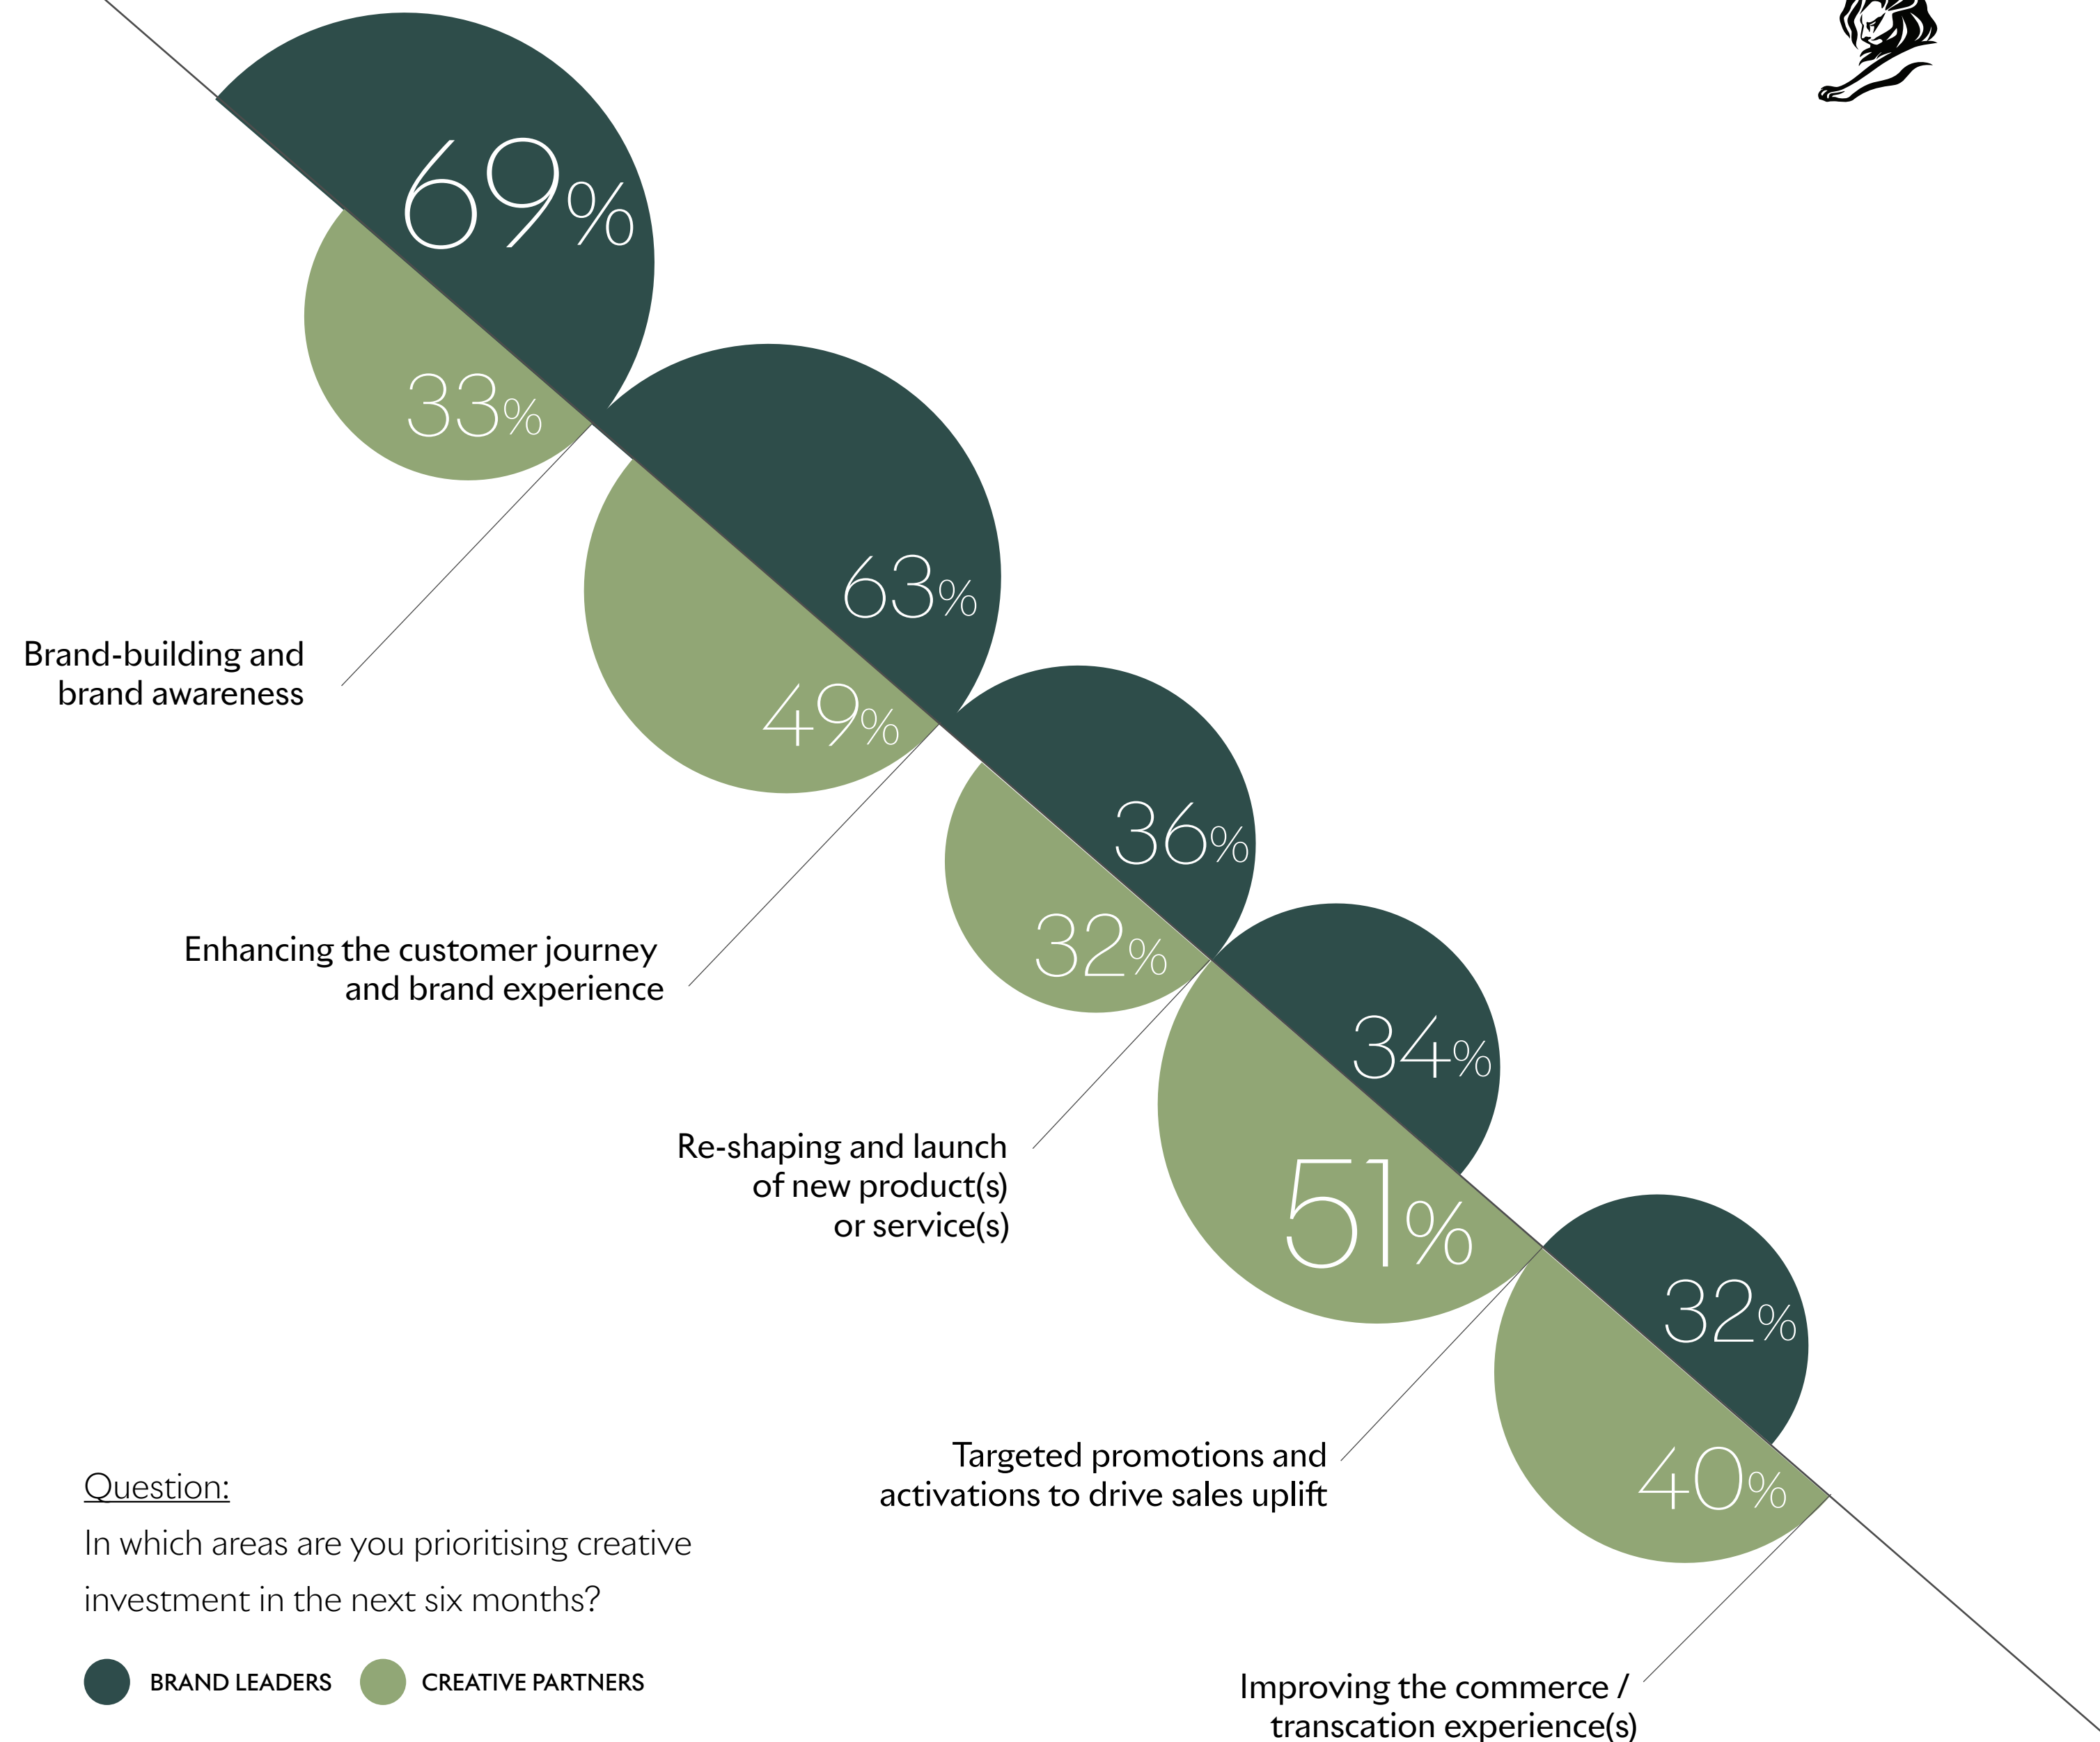 69%
33%
63%
49%
Brand-building and
brand awareness
36%
32%
Enhancing the customer journey
and brand experience
34%
51%
Re-shaping and launch
of new product(s)
or service(s)
32%
40%
Targeted promotions and
activations to drive sales uplift
Improving the commerce /
transcation experience(s)
Question:
In which areas are you prioritising creative
investment in the next six months?
BRAND LEADERS
CREATIVE PARTNERS